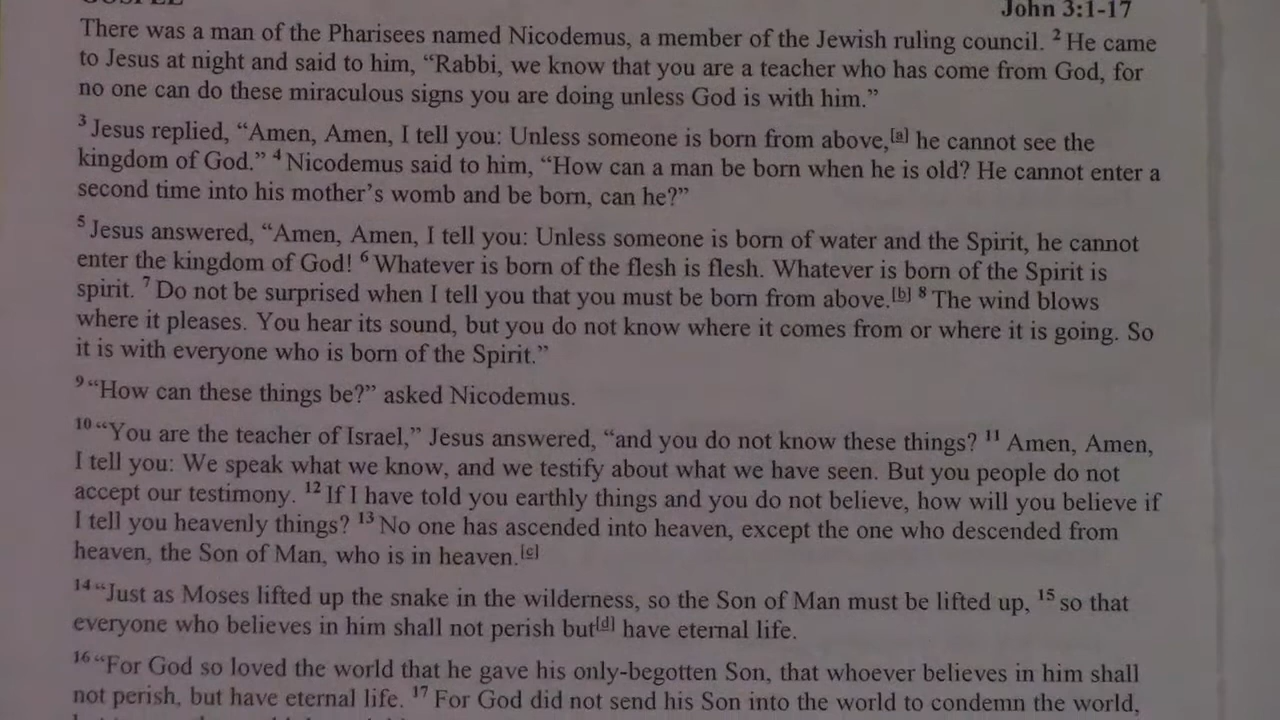 GOSPEL
John 3:1-17
There was a man of the Pharisees named Nicodemus, a member of the Jewish ruling council. ² He came
to Jesus at night and said to him, “Rabbi, we know that you are a teacher who has come from God, for
no one can do these miraculous signs you are doing unless God is with him.”
³ Jesus replied, “Amen, Amen, I tell you: Unless someone is born from above,[a] he cannot see the
kingdom of God.” ⁴ Nicodemus said to him, “How can a man be born when he is old? He cannot enter a
second time into his mother’s womb and be born, can he?”
⁵ Jesus answered, “Amen, Amen, I tell you: Unless someone is born of water and the Spirit, he cannot
enter the kingdom of God! ⁶ Whatever is born of the flesh is flesh. Whatever is born of the Spirit is
spirit. ⁷ Do not be surprised when I tell you that you must be born from above.[b] ⁸ The wind blows
where it pleases. You hear its sound, but you do not know where it comes from or where it is going. So
it is with everyone who is born of the Spirit.”
⁹ “How can these things be?” asked Nicodemus.
¹⁰ “You are the teacher of Israel,” Jesus answered, “and you do not know these things? ¹¹ Amen, Amen,
I tell you: We speak what we know, and we testify about what we have seen. But you people do not
accept our testimony. ¹² If I have told you earthly things and you do not believe, how will you believe if
I tell you heavenly things? ¹³ No one has ascended into heaven, except the one who descended from
heaven, the Son of Man, who is in heaven.[c]
¹⁴ “Just as Moses lifted up the snake in the wilderness, so the Son of Man must be lifted up, ¹⁵ so that
everyone who believes in him shall not perish but[d] have eternal life.
¹⁶ “For God so loved the world that he gave his only-begotten Son, that whoever believes in him shall
not perish, but have eternal life. ¹⁷ For God did not send his Son into the world to condemn the world,